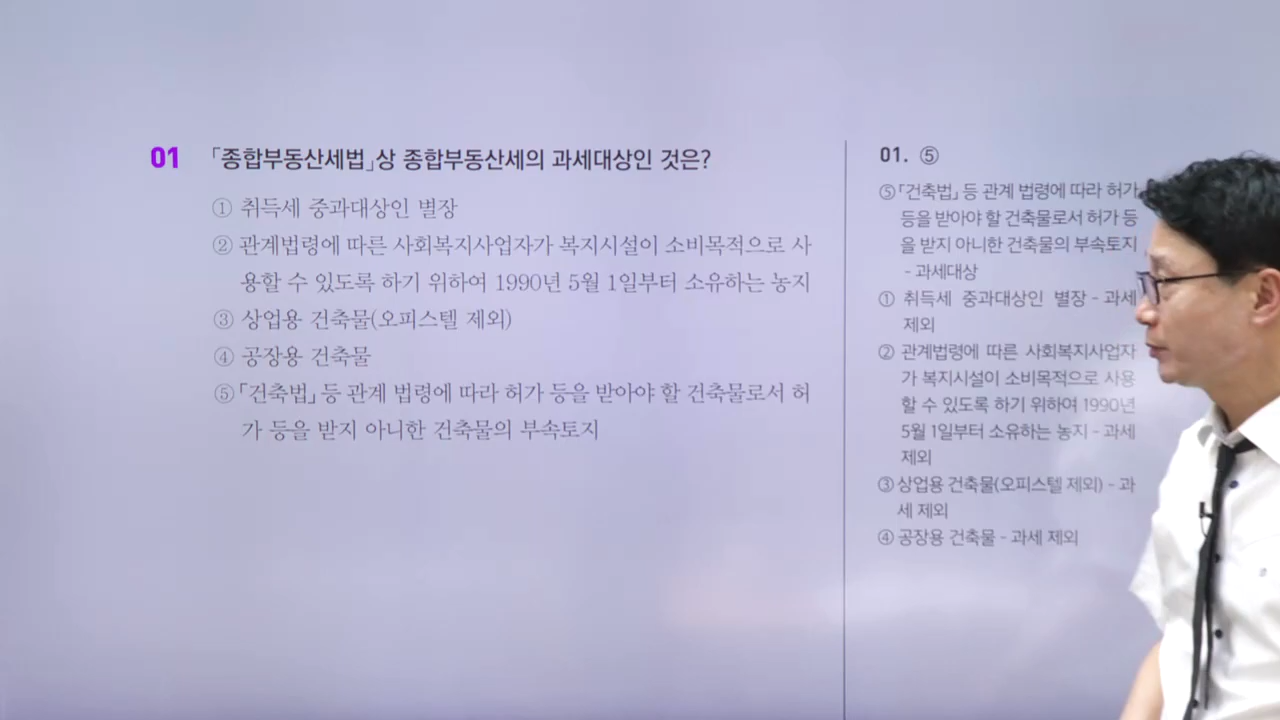 01 「종합부동산세법」상 종합부동산세의 과세대상인 것은?
① 취득세 중과대상인 별장
② 관계법령에 따른 사회복지사업자가 복지시설이 소비목적으로 사
용할 수 있도록 하기 위하여 1990년 5월 1일부터 소유하는 농지
③ 상업용 건축물(오피스텔 제외)
④ 공장용 건축물
⑤ 「건축법」 등 관계 법령에 따라 허가 등을 받아야 할 건축물로서 허
가 등을 받지 아니한 건축물의 부속토지
01. ⑤
⑤ 「건축법」 등 관계 법령에 따라 허가
등을 받아야 할 건축물로서 허가 등
을 받지 아니한 건축물의 부속토지
- 과세대상
① 취득세 중과대상인 별장 - 과세
제외
② 관계법령에 따른 사회복지사업자
가 복지시설이 소비목적으로 사용
할 수 있도록 하기 위하여 1990년
5월 1일부터 소유하는 농지 - 과세
제외
③ 상업용 건축물(오피스텔 제외) - 과
세 제외
④ 공장용 건축물 - 과세 제외